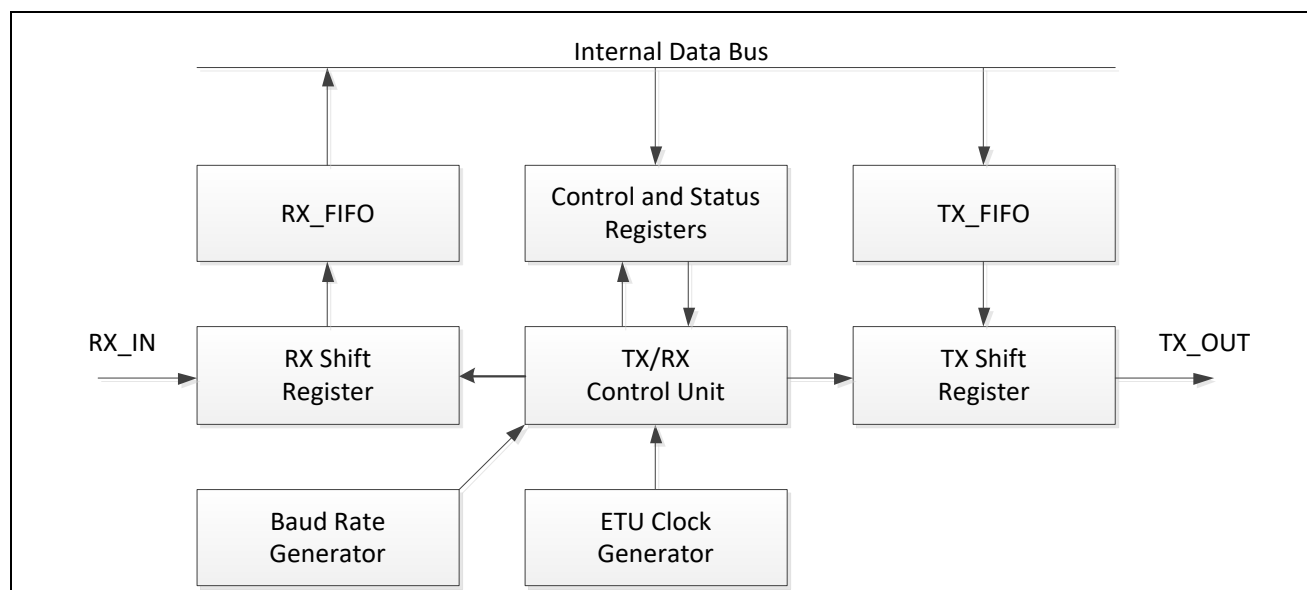 Internal Data Bus
RX_FIFO
Control and Status
Registers
TX_FIFO
RX_IN
RX Shift
Register
TX/RX
Control Unit
TX Shift
Register
TX_OUT
Baud Rate
Generator
ETU Clock
Generator